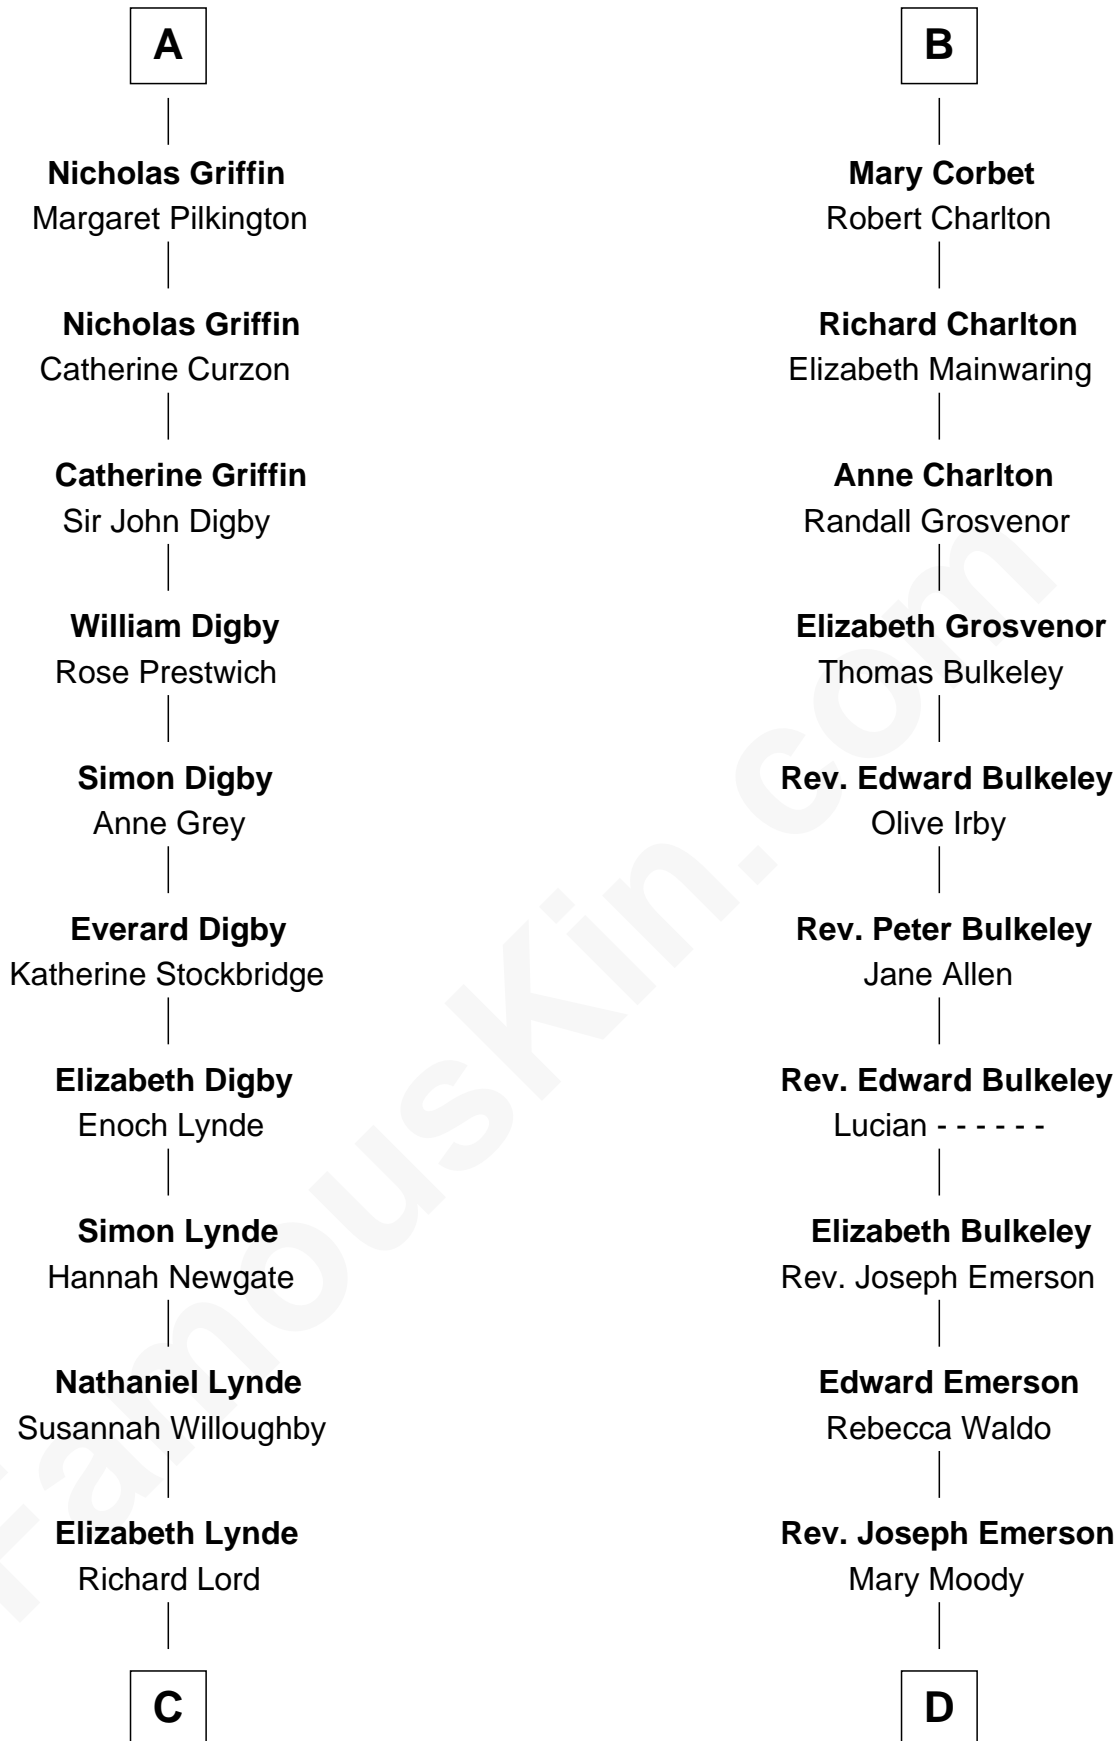 A
Nicholas Griffin
Margaret Pilkington
Nicholas Griffin
Catherine Curzon
Catherine Griffin
Sir John Digby
William Digby
Rose Prestwich
Simon Digby
Anne Grey
Everard Digby
Katherine Stockbridge
Elizabeth Digby
Enoch Lynde
Simon Lynde
Hannah Newgate
Nathaniel Lynde
Susannah Willoughby
Elizabeth Lynde
Richard Lord
C
B
Mary Corbet
Robert Charlton
Richard Charlton
Elizabeth Mainwaring
Anne Charlton
Randall Grosvenor
Elizabeth Grosvenor
Thomas Bulkeley
Rev. Edward Bulkeley
Olive Irby
Rev. Peter Bulkeley
Jane Allen
Rev. Edward Bulkeley
Lucian - - - - - -
Elizabeth Bulkeley
Rev. Joseph Emerson
Edward Emerson
Rebecca Waldo
Rev. Joseph Emerson
Mary Moody
D
FamousKin.com